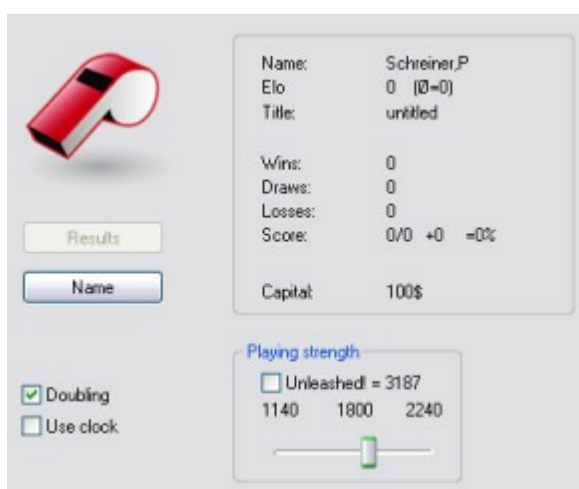 Name: Schreiner,P
Elo 0 (Ø=0)
Title: untitled
Wins: 0
Draws: 0
Losses: 0
Score: 0/0 +0 =0%
Capital: 100$
Results
Name
Playing strength
Unleashed! = 3187
1140 1800 2240
Doubling
Use clock